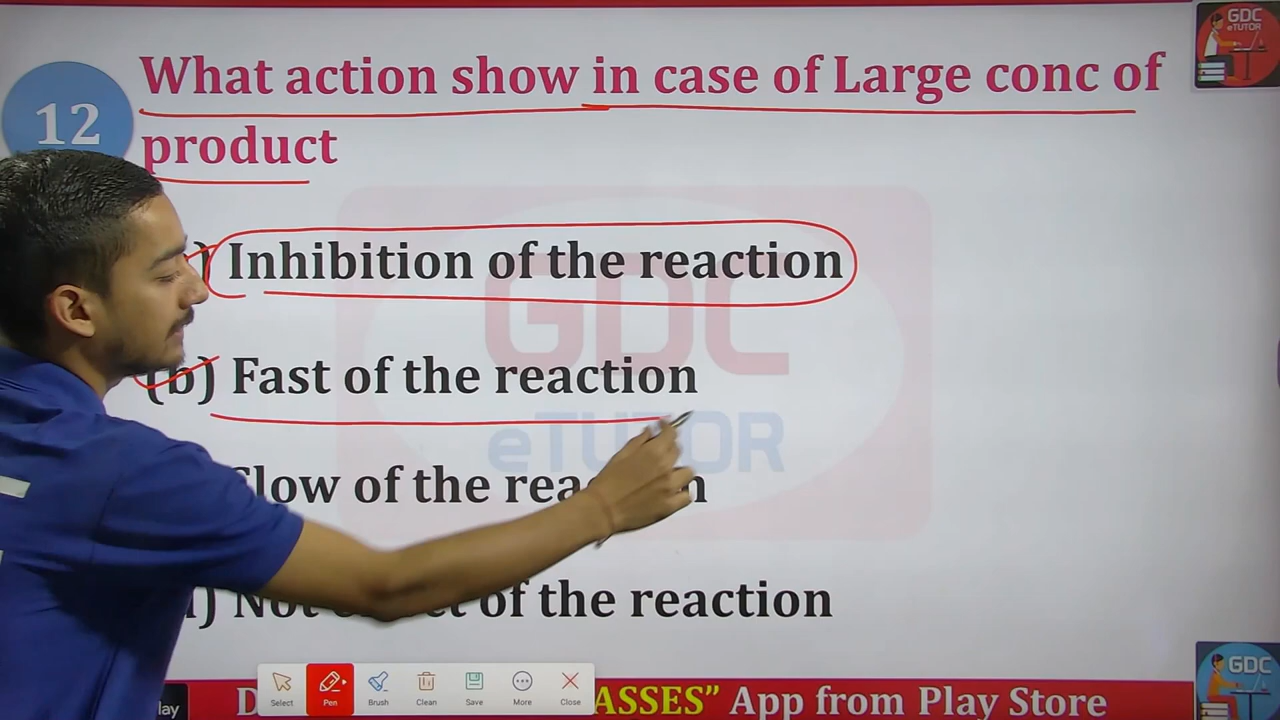 GDC
eTUTOR
What action show in case of Large conc of
12
product
) Inhibition of the reaction
GDC
(b) Fast of the reaction
eTUTOR
of the
) of the reaction
GDC
Select Pen Brush Clean Save More Close
ASSES” App from Play Store